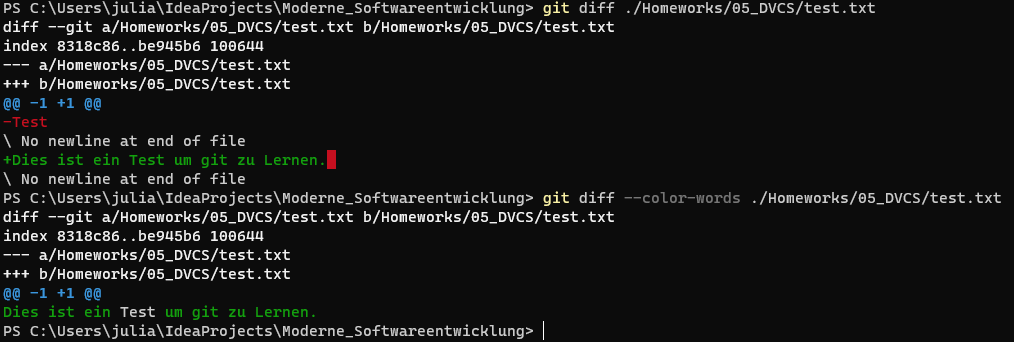 PS C:\Users\julia\IdeaProjects\Moderne_Softwareentwicklung> git diff ./Homeworks/05_DVCS/test.txt
diff --git a/Homeworks/05_DVCS/test.txt b/Homeworks/05_DVCS/test.txt
index 8318c86..be945b6 100644
--- a/Homeworks/05_DVCS/test.txt
+++ b/Homeworks/05_DVCS/test.txt
@@ -1 +1 @@
-Test
\ No newline at end of file
+Dies ist ein Test um git zu Lernen.
\ No newline at end of file
PS C:\Users\julia\IdeaProjects\Moderne_Softwareentwicklung> git diff --color-words ./Homeworks/05_DVCS/test.txt
diff --git a/Homeworks/05_DVCS/test.txt b/Homeworks/05_DVCS/test.txt
index 8318c86..be945b6 100644
--- a/Homeworks/05_DVCS/test.txt
+++ b/Homeworks/05_DVCS/test.txt
@@ -1 +1 @@
Dies ist ein Test um git zu Lernen.
PS C:\Users\julia\IdeaProjects\Moderne_Softwareentwicklung>